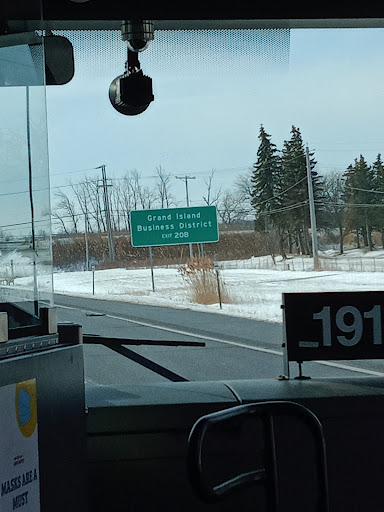 Grand Island
Business District
EXIT 20B
191
MASKS ARE A
MUST